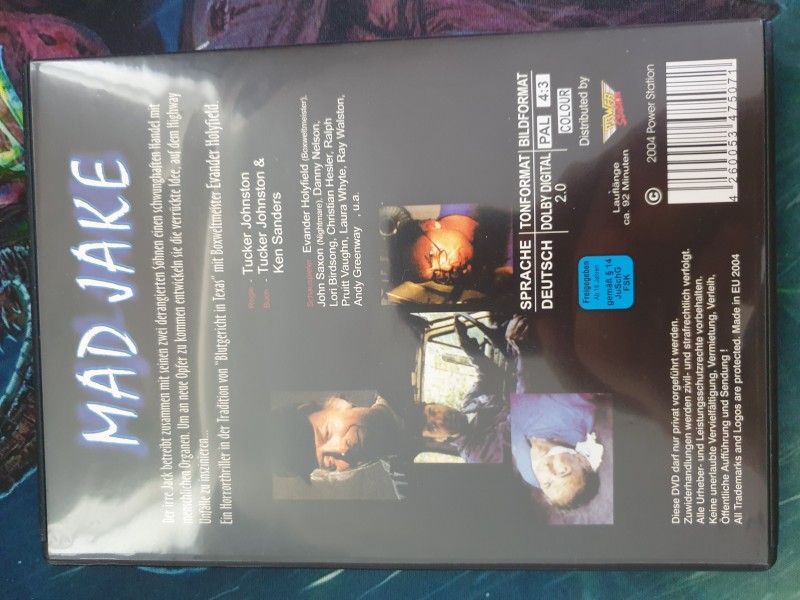 MAD JAKE
Der irre Jack betreibt zusammen mit seinen zwei derangierten Söhnen einen schwunghaften Handel mit
menschlichen Organen. Um an neue Opfer zu kommen entwickeln sie die verrückte Idee, auf dem Highway
Unfälle zu inszenieren...
Ein Horrorthriller in der Tradition von "Blutgericht in Texas" mit Boxweltmeister Evander Holyfield
Regie - Tucker Johnston
Buch - Tucker Johnston &
Ken Sanders
Schauspieler Evander Holyfield (Boxweltmeister),
John Saxon (Nightmare), Danny Nelson,
Lori Birdsong, Christian Hesler, Ralph
Pruitt Vaughn, Laura Whyte, Ray Walston,
Andy Greenway , u.a.
SPRACHE
DEUTSCH
TONFORMAT
DOLBY DIGITAL
2.0
BILDFORMAT
PAL 4:3
COLOUR
Distributed by
Freigegeben
Ab 16 Jahren
gemäß § 14
JuSchG
FSK
Lauflänge
ca. 92 Minuten
© 2004 Power Station
4 260053 475071
Diese DVD darf nur privat vorgeführt werden.
Zuwiderhandlungen werden zivil- und strafrechtlich verfolgt.
Alle Urheber- und Leistungsschutzrechte vorbehalten.
Keine unerlaubte Vervielfältigung, Vermietung, Verleih,
Öffentliche Aufführung und Sendung !
All Trademarks and Logos are protected. Made in EU 2004